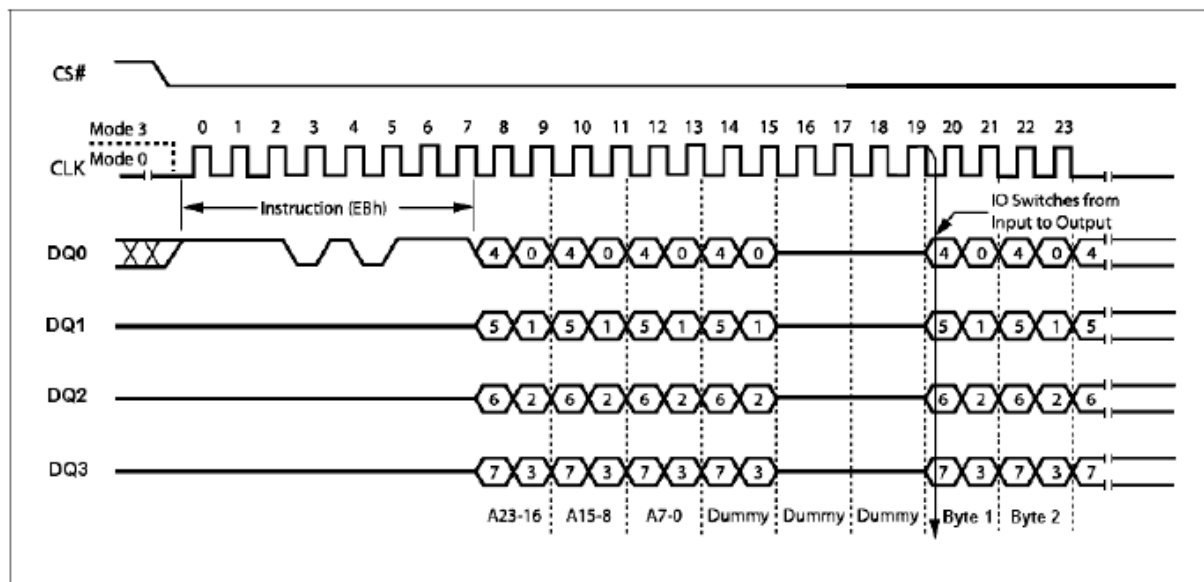 CS#
Mode 3
0 1 2 3 4 5 6 7 8 9 10 11 12 13 14 15 16 17 18 19 20 21 22 23
CLK
Mode 0
Instruction (EBh)
IO Switches from
Input to Output
DQ0
4 0 4 0 4 0 4 0 4 0 4 0 4
DQ1
5 1 5 1 5 1 5 1 5 1 5 1 5
DQ2
6 2 6 2 6 2 6 2 6 2 6 2 6
DQ3
7 3 7 3 7 3 7 3 7 3 7 3 7
A23-16 A15-8 A7-0 Dummy Dummy Dummy Byte 1 Byte 2